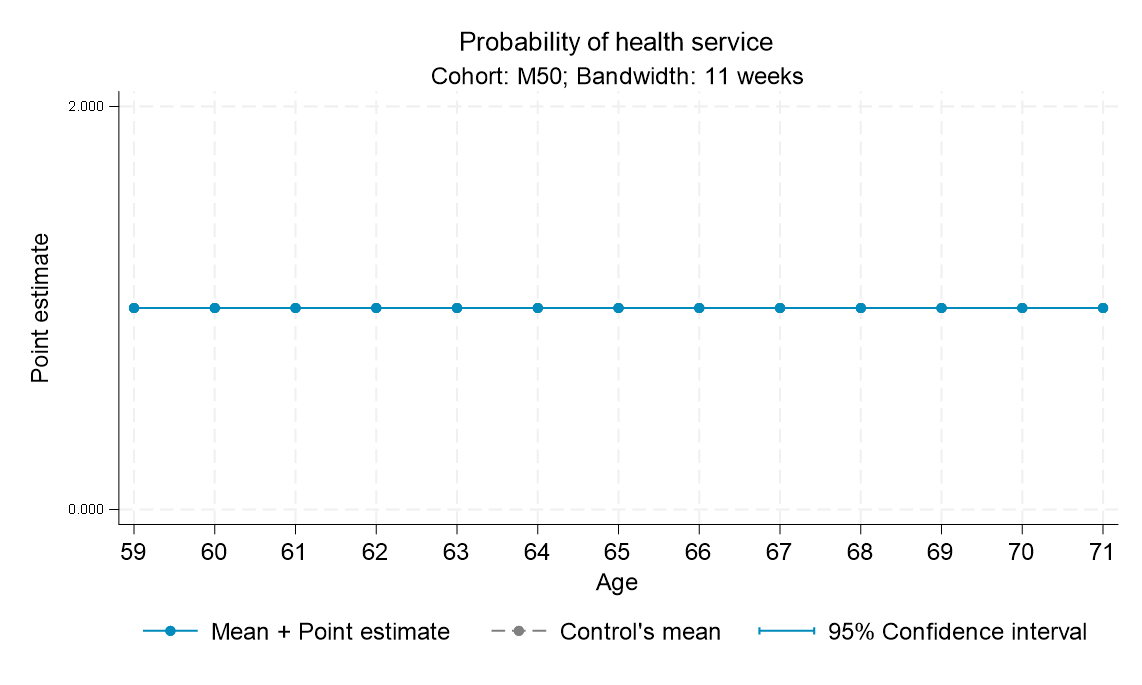 Probability of health service
Cohort: M50; Bandwidth: 11 weeks
2.000
Point estimate
0.000
59 60 61 62 63 64 65 66 67 68 69 70 71
Age
Mean + Point estimate Control's mean 95% Confidence interval